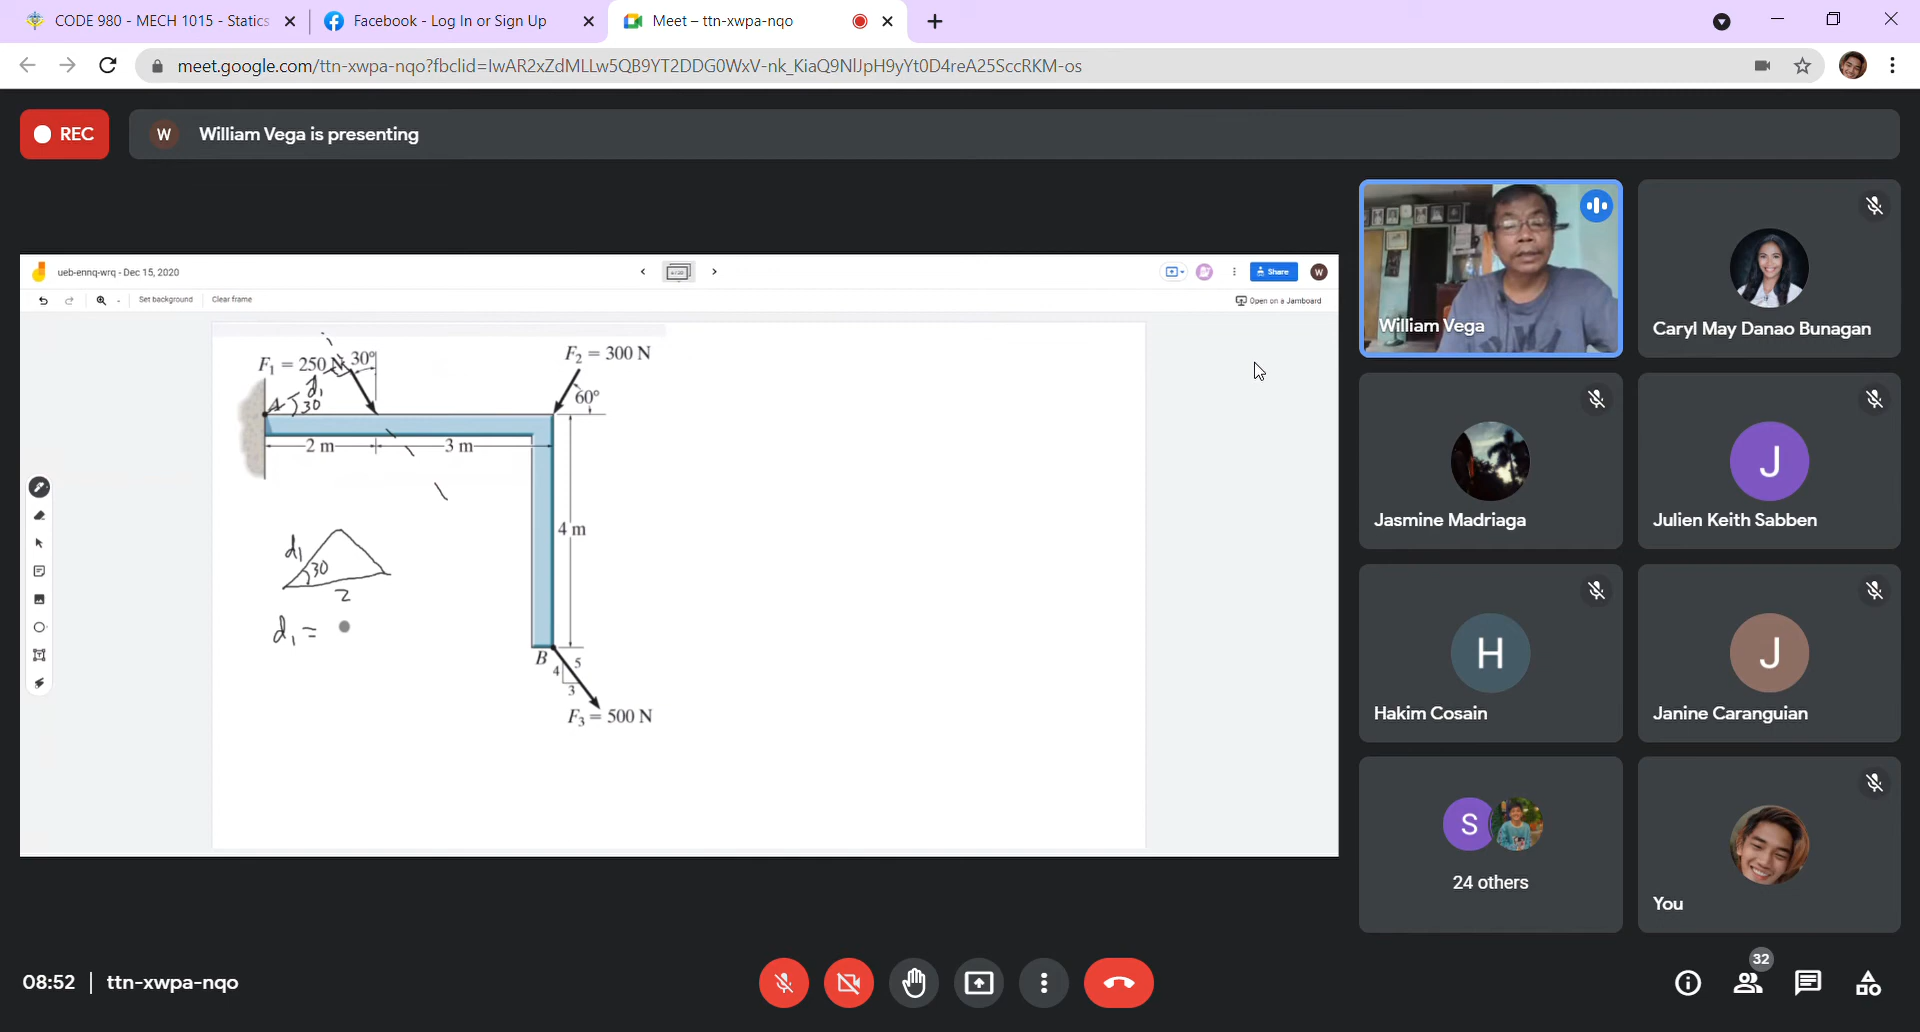 CODE 980 - MECH 1015 - Statics
Facebook - Log In or Sign Up
Meet – ttn-xwpa-nqo
meet.google.com/ttn-xwpa-nqo?fbclid=IwAR2xZdMLLw5QB9YT2DDG0WxV-nk_KiaQ9NlJpH9yYt0D4reA25SccRKM-os
REC
W
William Vega is presenting
ueb-ennq-wrq - Dec 15, 2020
Share
W
Set background
Clear frame
Open on a Jamboard
F₁ = 250 N
30°
F₂ = 300 N
60°
d₁
A
30
2 m
3 m
4 m
d₁
30
2
d₁ =
B
4
5
3
F₃ = 500 N
William Vega
Caryl May Danao Bunagan
Jasmine Madriaga
J
Julien Keith Sabben
H
Hakim Cosain
J
Janine Caranguian
S
24 others
You
08:52
ttn-xwpa-nqo
32